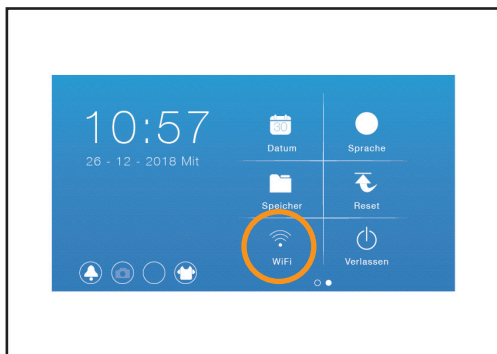 10:57
26 - 12 - 2018 Mit
30
Datum
Sprache
Speicher
Reset
WiFi
Verlassen